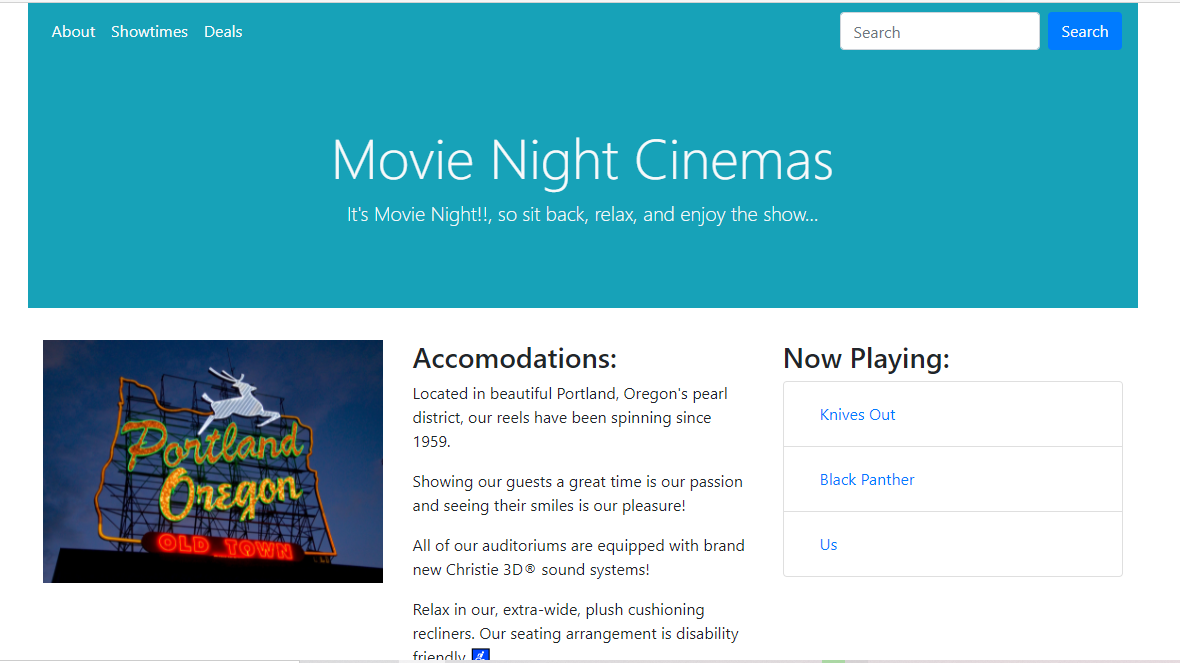 About Showtimes Deals Search Search
Movie Night Cinemas
It's Movie Night!!, so sit back, relax, and enjoy the show...
Portland
Oregon
OLD TOWN
Accomodations:
Located in beautiful Portland, Oregon's pearl
district, our reels have been spinning since
1959.
Showing our guests a great time is our passion
and seeing their smiles is our pleasure!
All of our auditoriums are equipped with brand
new Christie 3D® sound systems!
Relax in our, extra-wide, plush cushioning
recliners. Our seating arrangement is disability
friendly
Now Playing:
Knives Out
Black Panther
Us